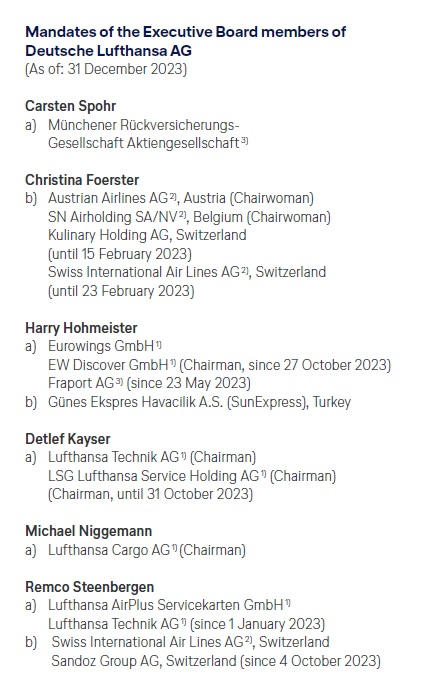 Mandates of the Executive Board members of
Deutsche Lufthansa AG
(As of: 31 December 2023)
Carsten Spohr
a) Münchener Rückversicherungs-
Gesellschaft Aktiengesellschaft 3)
Christina Foerster
b) Austrian Airlines AG 2), Austria (Chairwoman)
SN Airholding SA/NV 2), Belgium (Chairwoman)
Kulinary Holding AG, Switzerland
(until 15 February 2023)
Swiss International Air Lines AG 2), Switzerland
(until 23 February 2023)
Harry Hohmeister
a) Eurowings GmbH 1)
EW Discover GmbH 1) (Chairman, since 27 October 2023)
Fraport AG 3) (since 23 May 2023)
b) Günes Ekspres Havacilik A.S. (SunExpress), Turkey
Detlef Kayser
a) Lufthansa Technik AG 1) (Chairman)
LSG Lufthansa Service Holding AG 1) (Chairman)
(Chairman, until 31 October 2023)
Michael Niggemann
a) Lufthansa Cargo AG 1) (Chairman)
Remco Steenbergen
a) Lufthansa AirPlus Servicekarten GmbH 1)
Lufthansa Technik AG 1) (since 1 January 2023)
b) Swiss International Air Lines AG 2), Switzerland
Sandoz Group AG, Switzerland (since 4 October 2023)